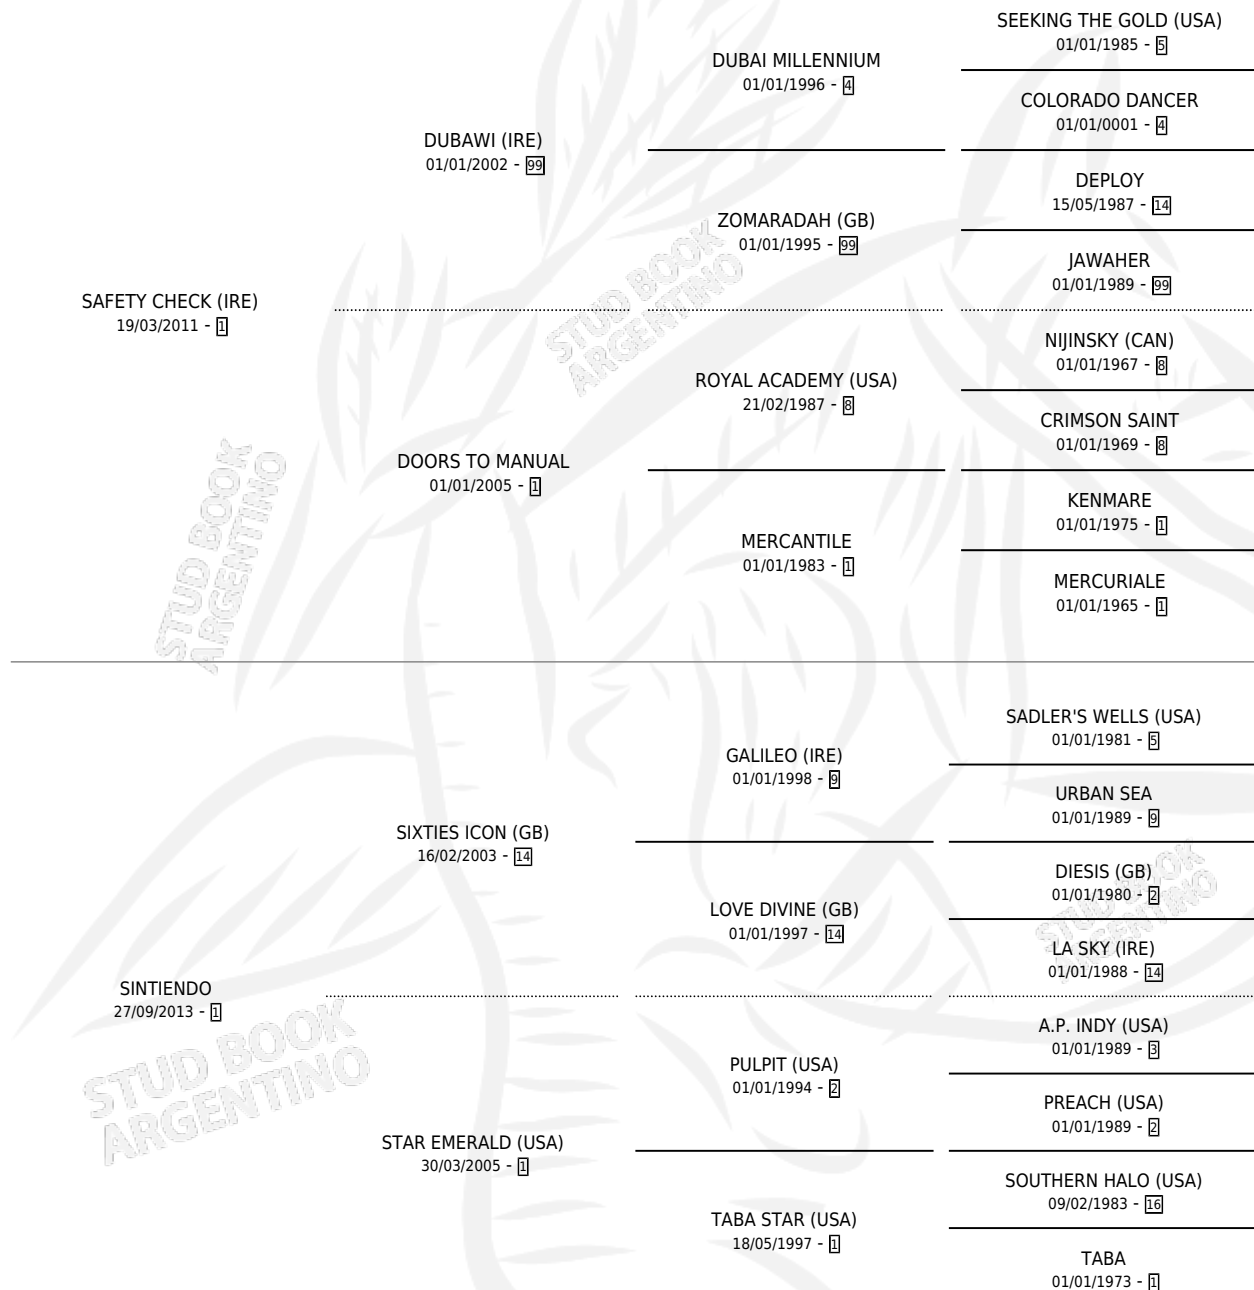 SEEKING THE GOLD (USA)
01/01/1985 - 5
DUBAI MILLENNIUM
01/01/1996 - 4
COLORADO DANCER
01/01/0001 - 4
DUBAWI (IRE)
01/01/2002 - 99
DEPLOY
15/05/1987 - 14
ZOMARADAH (GB)
01/01/1995 - 99
JAWAHER
01/01/1989 - 99
SAFETY CHECK (IRE)
19/03/2011 - 1
STUD BOOK
ARGENTINO
NIJINSKY (CAN)
01/01/1967 - 8
ROYAL ACADEMY (USA)
21/02/1987 - 8
CRIMSON SAINT
01/01/1969 - 8
DOORS TO MANUAL
01/01/2005 - 1
KENMARE
01/01/1975 - 1
MERCANTILE
01/01/1983 - 1
MERCURIALE
01/01/1965 - 1
STUD BOOK
ARGENTINO
SADLER'S WELLS (USA)
01/01/1981 - 5
GALILEO (IRE)
01/01/1998 - 9
URBAN SEA
01/01/1989 - 9
SIXTIES ICON (GB)
16/02/2003 - 14
DIESIS (GB)
01/01/1980 - 2
LOVE DIVINE (GB)
01/01/1997 - 14
STUD BOOK
ARGENTINO
LA SKY (IRE)
01/01/1988 - 14
SINTIENDO
27/09/2013 - 1
STUD BOOK
ARGENTINO
A.P. INDY (USA)
01/01/1989 - 3
PULPIT (USA)
01/01/1994 - 2
PREACH (USA)
01/01/1989 - 2
STAR EMERALD (USA)
30/03/2005 - 1
SOUTHERN HALO (USA)
09/02/1983 - 16
TABA STAR (USA)
18/05/1997 - 1
TABA
01/01/1973 - 1